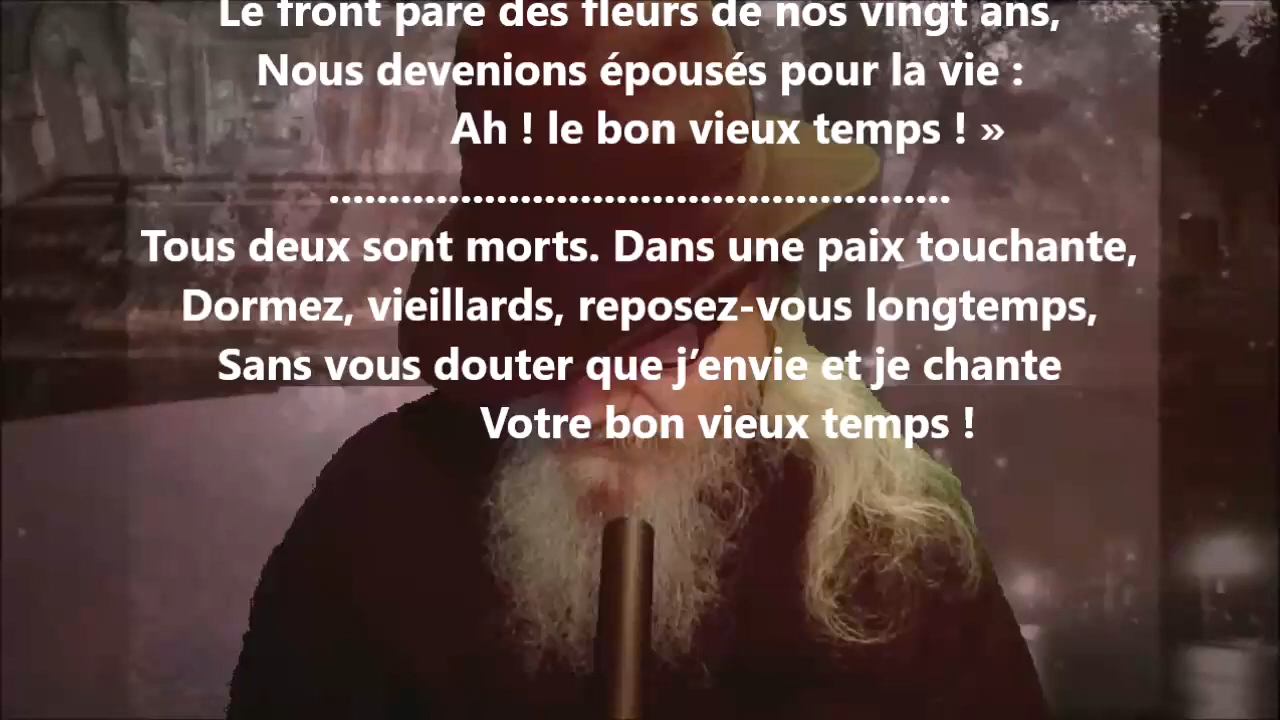 Le front paré des fleurs de nos vingt ans,
Nous devenions épousés pour la vie :
Ah ! le bon vieux temps ! »
....................................................
Tous deux sont morts. Dans une paix touchante,
Dormez, vieillards, reposez-vous longtemps,
Sans vous douter que j’envie et je chante
Votre bon vieux temps !